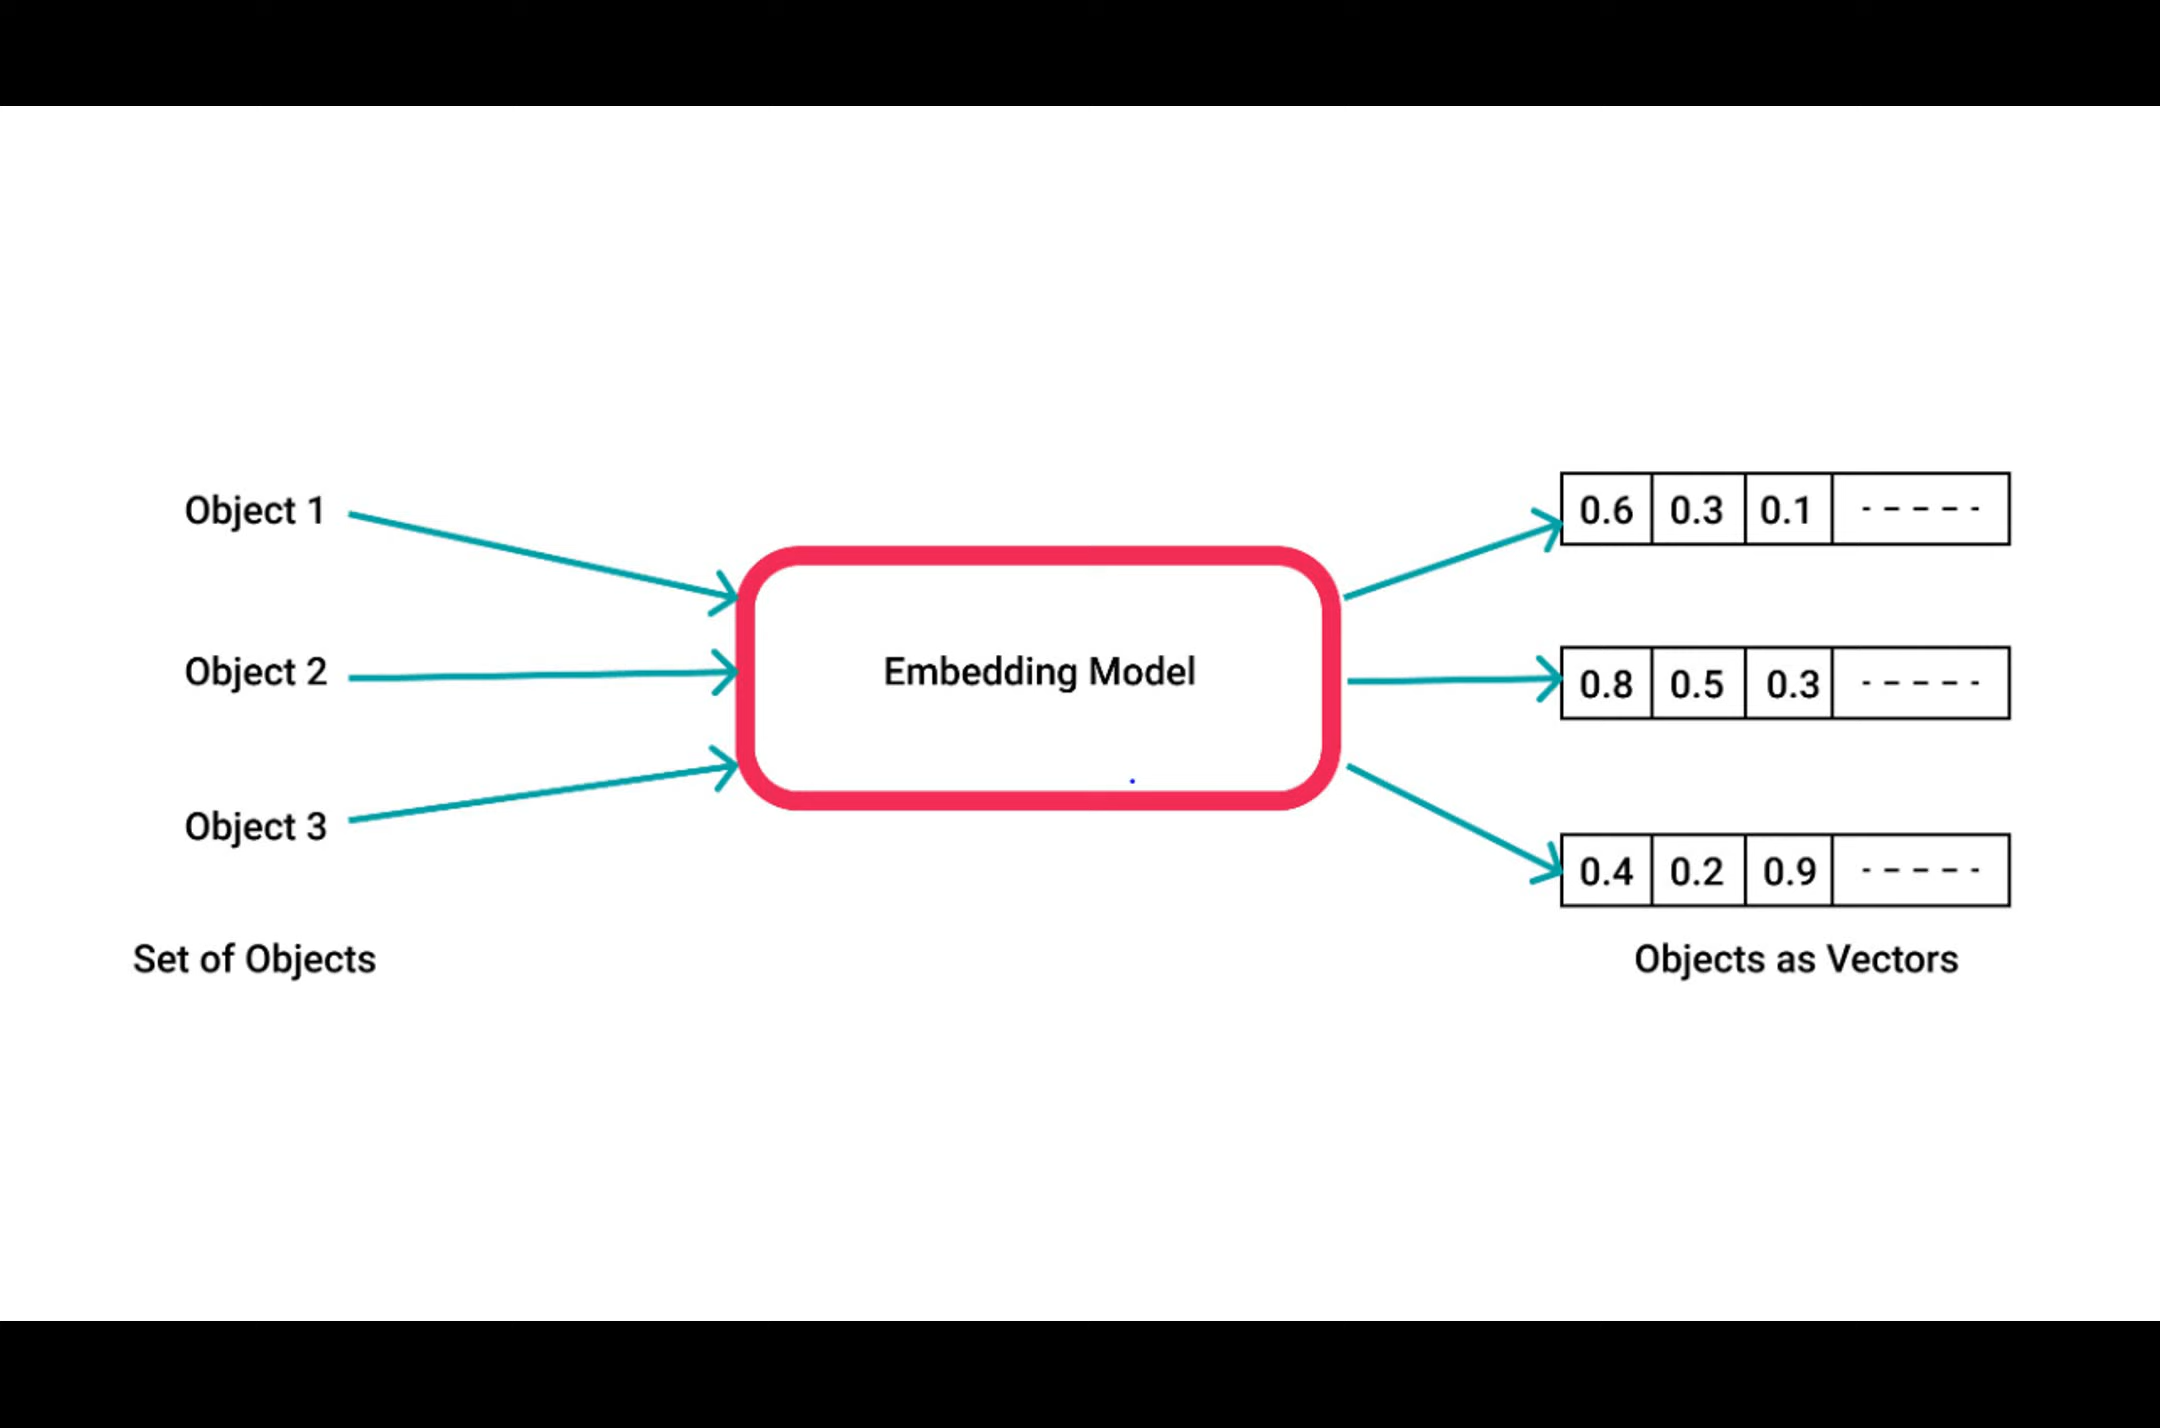 Object 1
0.6 0.3 0.1 - - - - -
Object 2
Embedding Model
0.8 0.5 0.3 - - - - -
Object 3
0.4 0.2 0.9 - - - - -
Set of Objects
Objects as Vectors